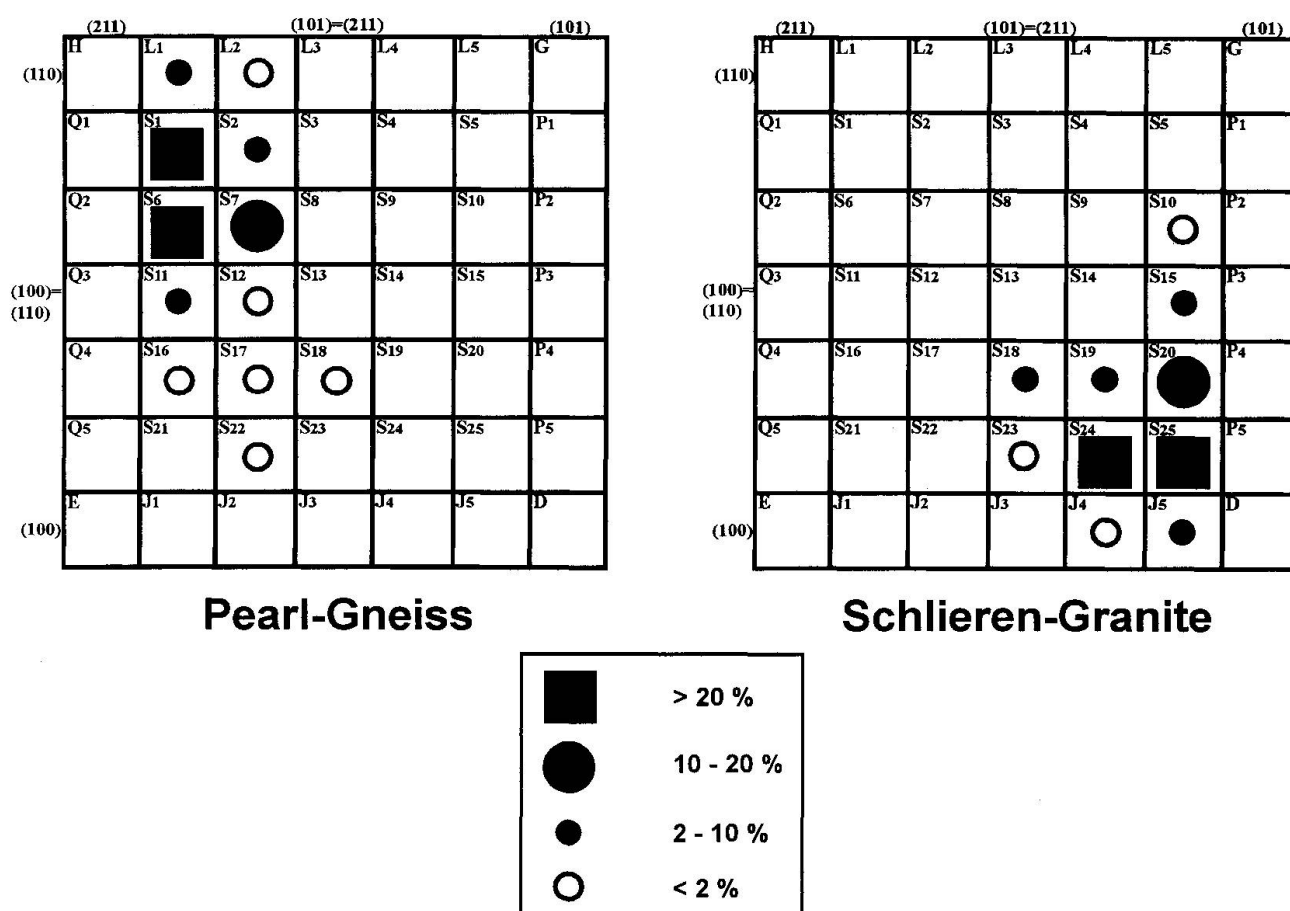 (211) (101)=(211) (101) (211) (101)=(211) (101)
(110) H L1 L2 L3 L4 L5 G (110) H L1 L2 L3 L4 L5 G
Q1 S1 S2 S3 S4 S5 P1 Q1 S1 S2 S3 S4 S5 P1
Q2 S6 S7 S8 S9 S10 P2 Q2 S6 S7 S8 S9 S10 P2
(100)= Q3 S11 S12 S13 S14 S15 P3 (100)= Q3 S11 S12 S13 S14 S15 P3
(110) (110)
Q4 S16 S17 S18 S19 S20 P4 Q4 S16 S17 S18 S19 S20 P4
Q5 S21 S22 S23 S24 S25 P5 Q5 S21 S22 S23 S24 S25 P5
(100) E J1 J2 J3 J4 J5 D (100) E J1 J2 J3 J4 J5 D
Pearl-Gneiss Schlieren-Granite
> 20 %
10 - 20 %
2 - 10 %
< 2 %